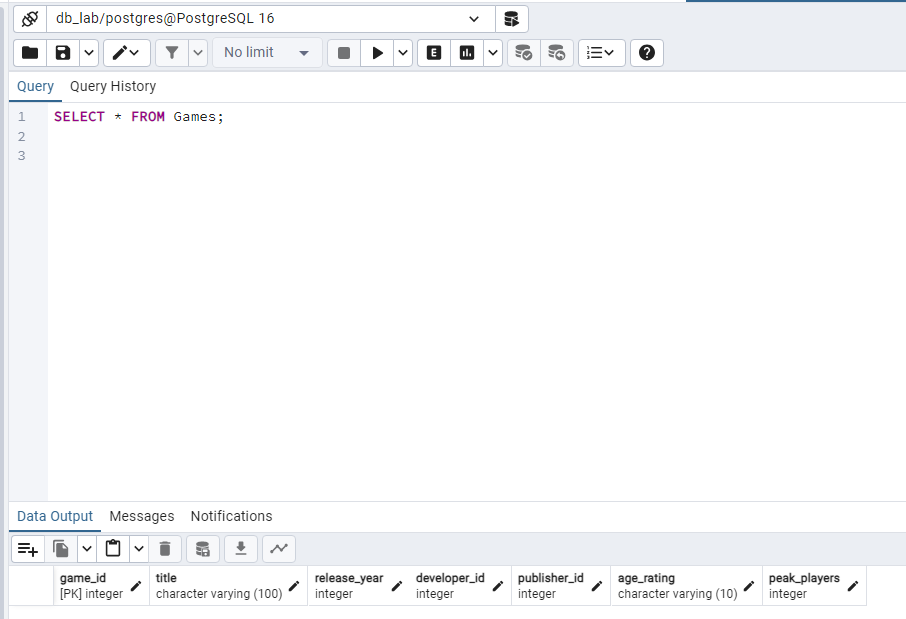 db_lab/postgres@PostgreSQL 16
No limit E
Query Query History
1 SELECT * FROM Games;
2
3
Data Output Messages Notifications
game_id title release_year developer_id publisher_id age_rating peak_players
[PK] integer character varying (100) integer integer integer character varying (10) integer